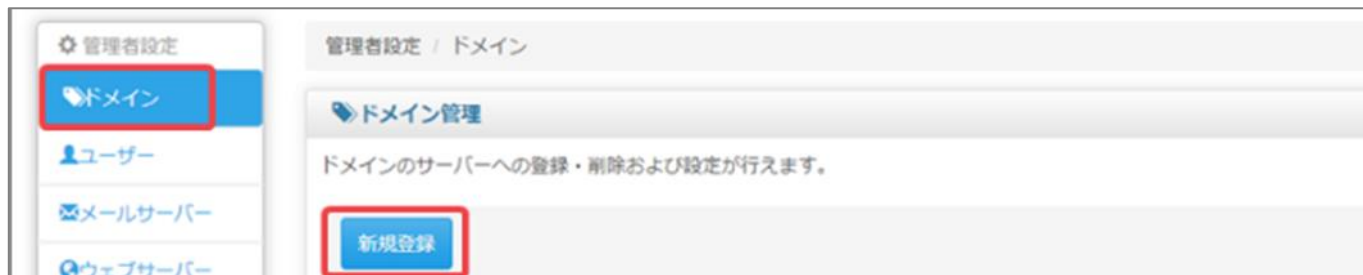 管理者設定
ドメイン
ユーザー
メールサーバー
ウェブサーバー
管理者設定 / ドメイン
ドメイン管理
ドメインのサーバーへの登録・削除および設定が行えます。
新規登録